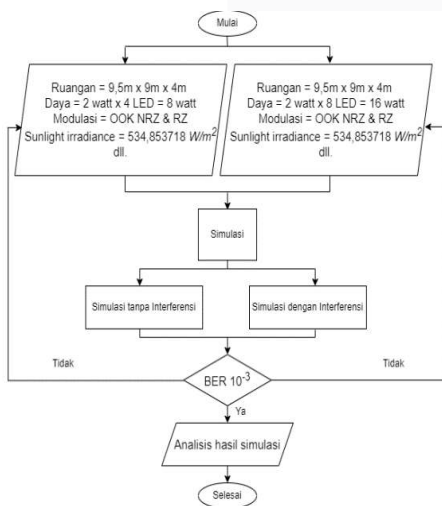 Mulai
Ruangan = 9,5m x 9m x 4m
Daya = 2 watt x 4 LED = 8 watt
Modulasi = OOK NRZ & RZ
Sunlight irradiance = 534,853718 W/m²
dll.
Ruangan = 9,5m x 9m x 4m
Daya = 2 watt x 8 LED = 16 watt
Modulasi = OOK NRZ & RZ
Sunlight irradiance = 534,853718 W/m²
dll.
Simulasi
Simulasi tanpa Interferensi
Simulasi dengan Interferensi
Tidak
Tidak
BER 10⁻³
Ya
Analisis hasil simulasi
Selesai